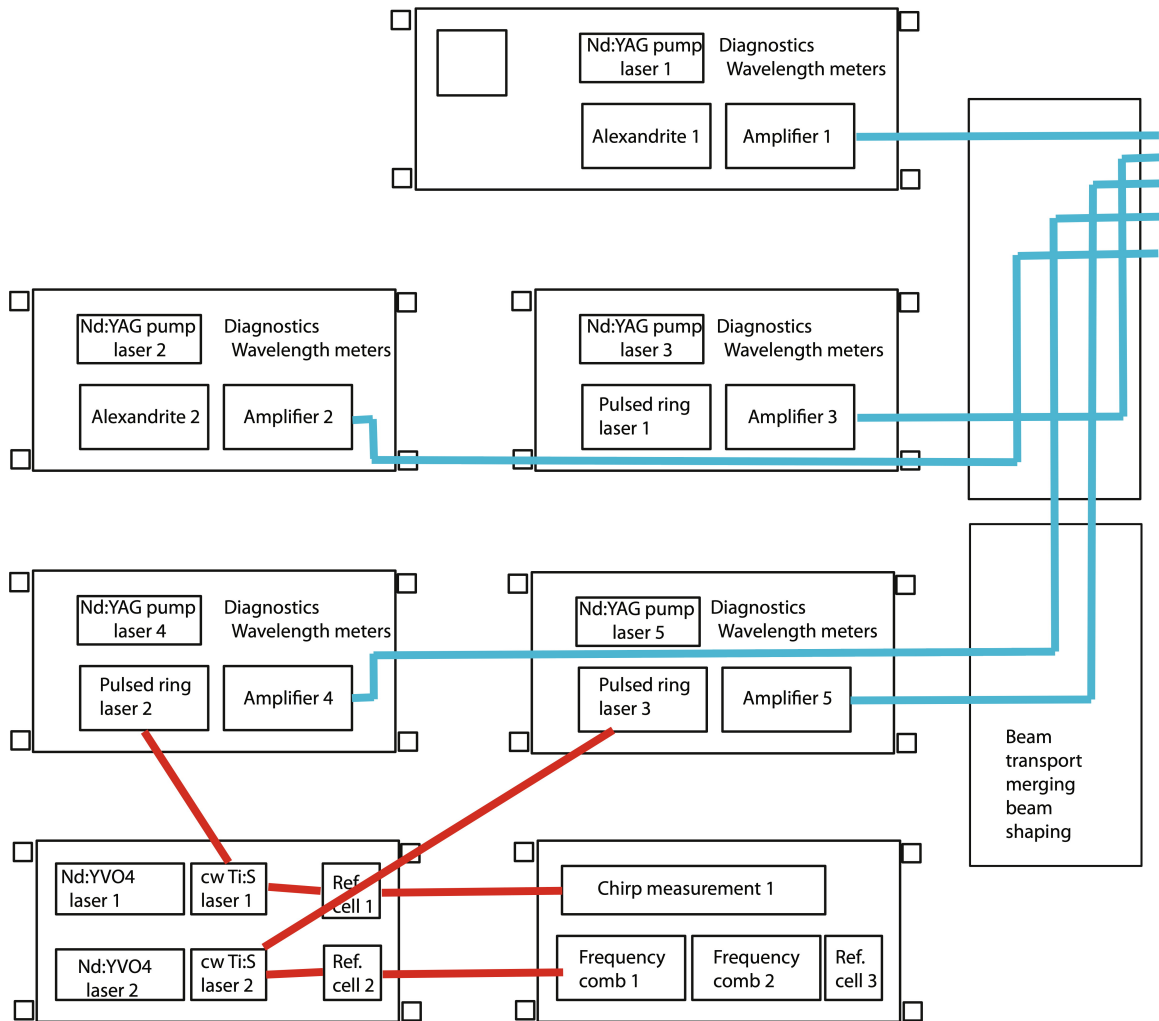 Nd:YAG pump
laser 1
Diagnostics
Wavelength meters
Alexandrite 1
Amplifier 1
Nd:YAG pump
laser 2
Diagnostics
Wavelength meters
Alexandrite 2
Amplifier 2
Nd:YAG pump
laser 3
Diagnostics
Wavelength meters
Pulsed ring
laser 1
Amplifier 3
Nd:YAG pump
laser 4
Diagnostics
Wavelength meters
Pulsed ring
laser 2
Amplifier 4
Nd:YAG pump
laser 5
Diagnostics
Wavelength meters
Pulsed ring
laser 3
Amplifier 5
Beam
transport
merging
beam
shaping
Nd:YVO4
laser 1
cw Ti:S
laser 1
Ref.
cell 1
Nd:YVO4
laser 2
cw Ti:S
laser 2
Ref.
cell 2
Chirp measurement 1
Frequency
comb 1
Frequency
comb 2
Ref.
cell 3